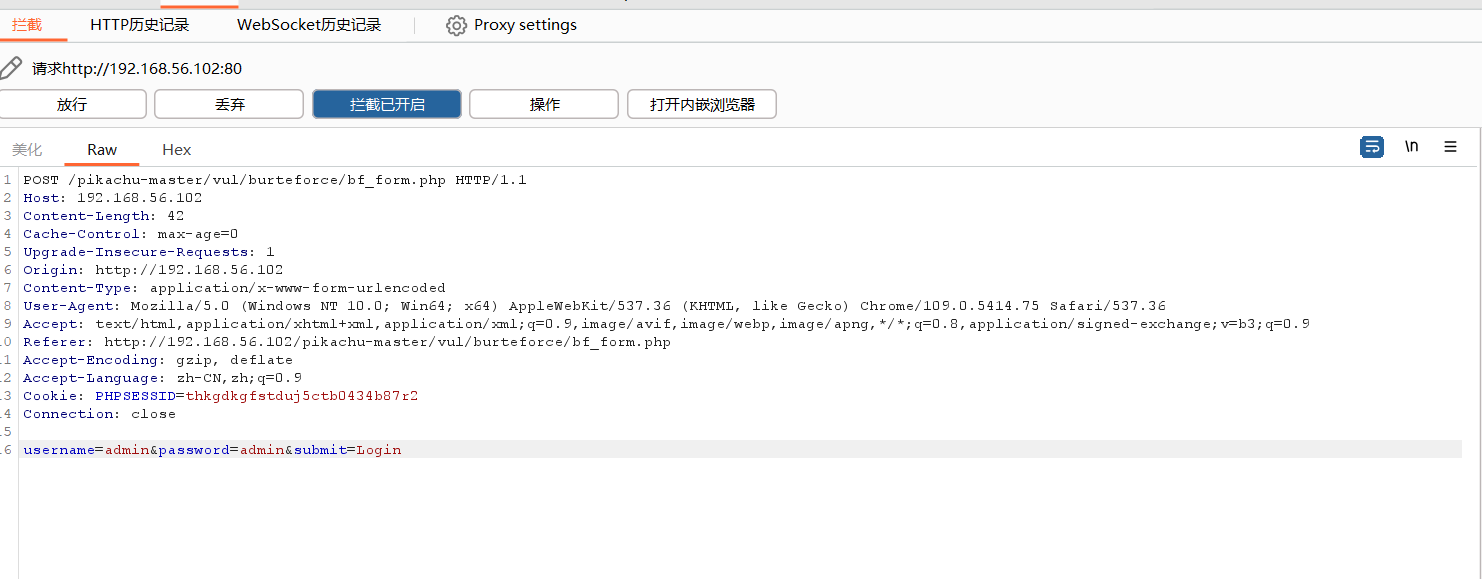 拦截 HTTP历史记录 WebSocket历史记录 Proxy settings
请求http://192.168.56.102:80
放行 丢弃 拦截已开启 操作 打开内嵌浏览器
美化 Raw Hex \n
1 POST /pikachu-master/vul/burteforce/bf_form.php HTTP/1.1
2 Host: 192.168.56.102
3 Content-Length: 42
4 Cache-Control: max-age=0
5 Upgrade-Insecure-Requests: 1
6 Origin: http://192.168.56.102
7 Content-Type: application/x-www-form-urlencoded
8 User-Agent: Mozilla/5.0 (Windows NT 10.0; Win64; x64) AppleWebKit/537.36 (KHTML, like Gecko) Chrome/109.0.5414.75 Safari/537.36
9 Accept: text/html,application/xhtml+xml,application/xml;q=0.9,image/avif,image/webp,image/apng,*/*;q=0.8,application/signed-exchange;v=b3;q=0.9
10 Referer: http://192.168.56.102/pikachu-master/vul/burteforce/bf_form.php
11 Accept-Encoding: gzip, deflate
12 Accept-Language: zh-CN,zh;q=0.9
13 Cookie: PHPSESSID=thkgdkgfstduj5ctb0434b87r2
14 Connection: close
15
16 username=admin&password=admin&submit=Login